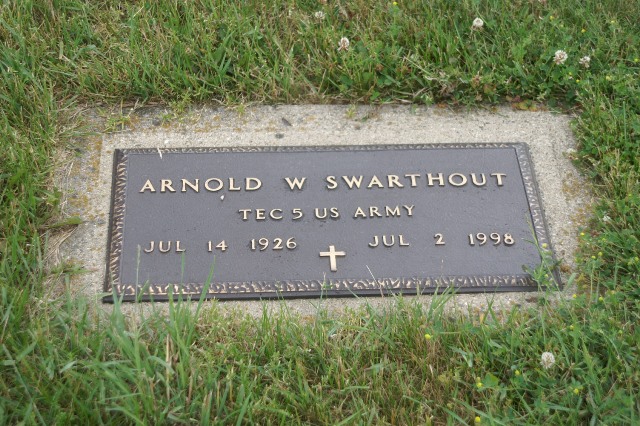 ARNOLD W SWARTHOUT
TEC 5 US ARMY
JUL 14 1926 JUL 2 1998